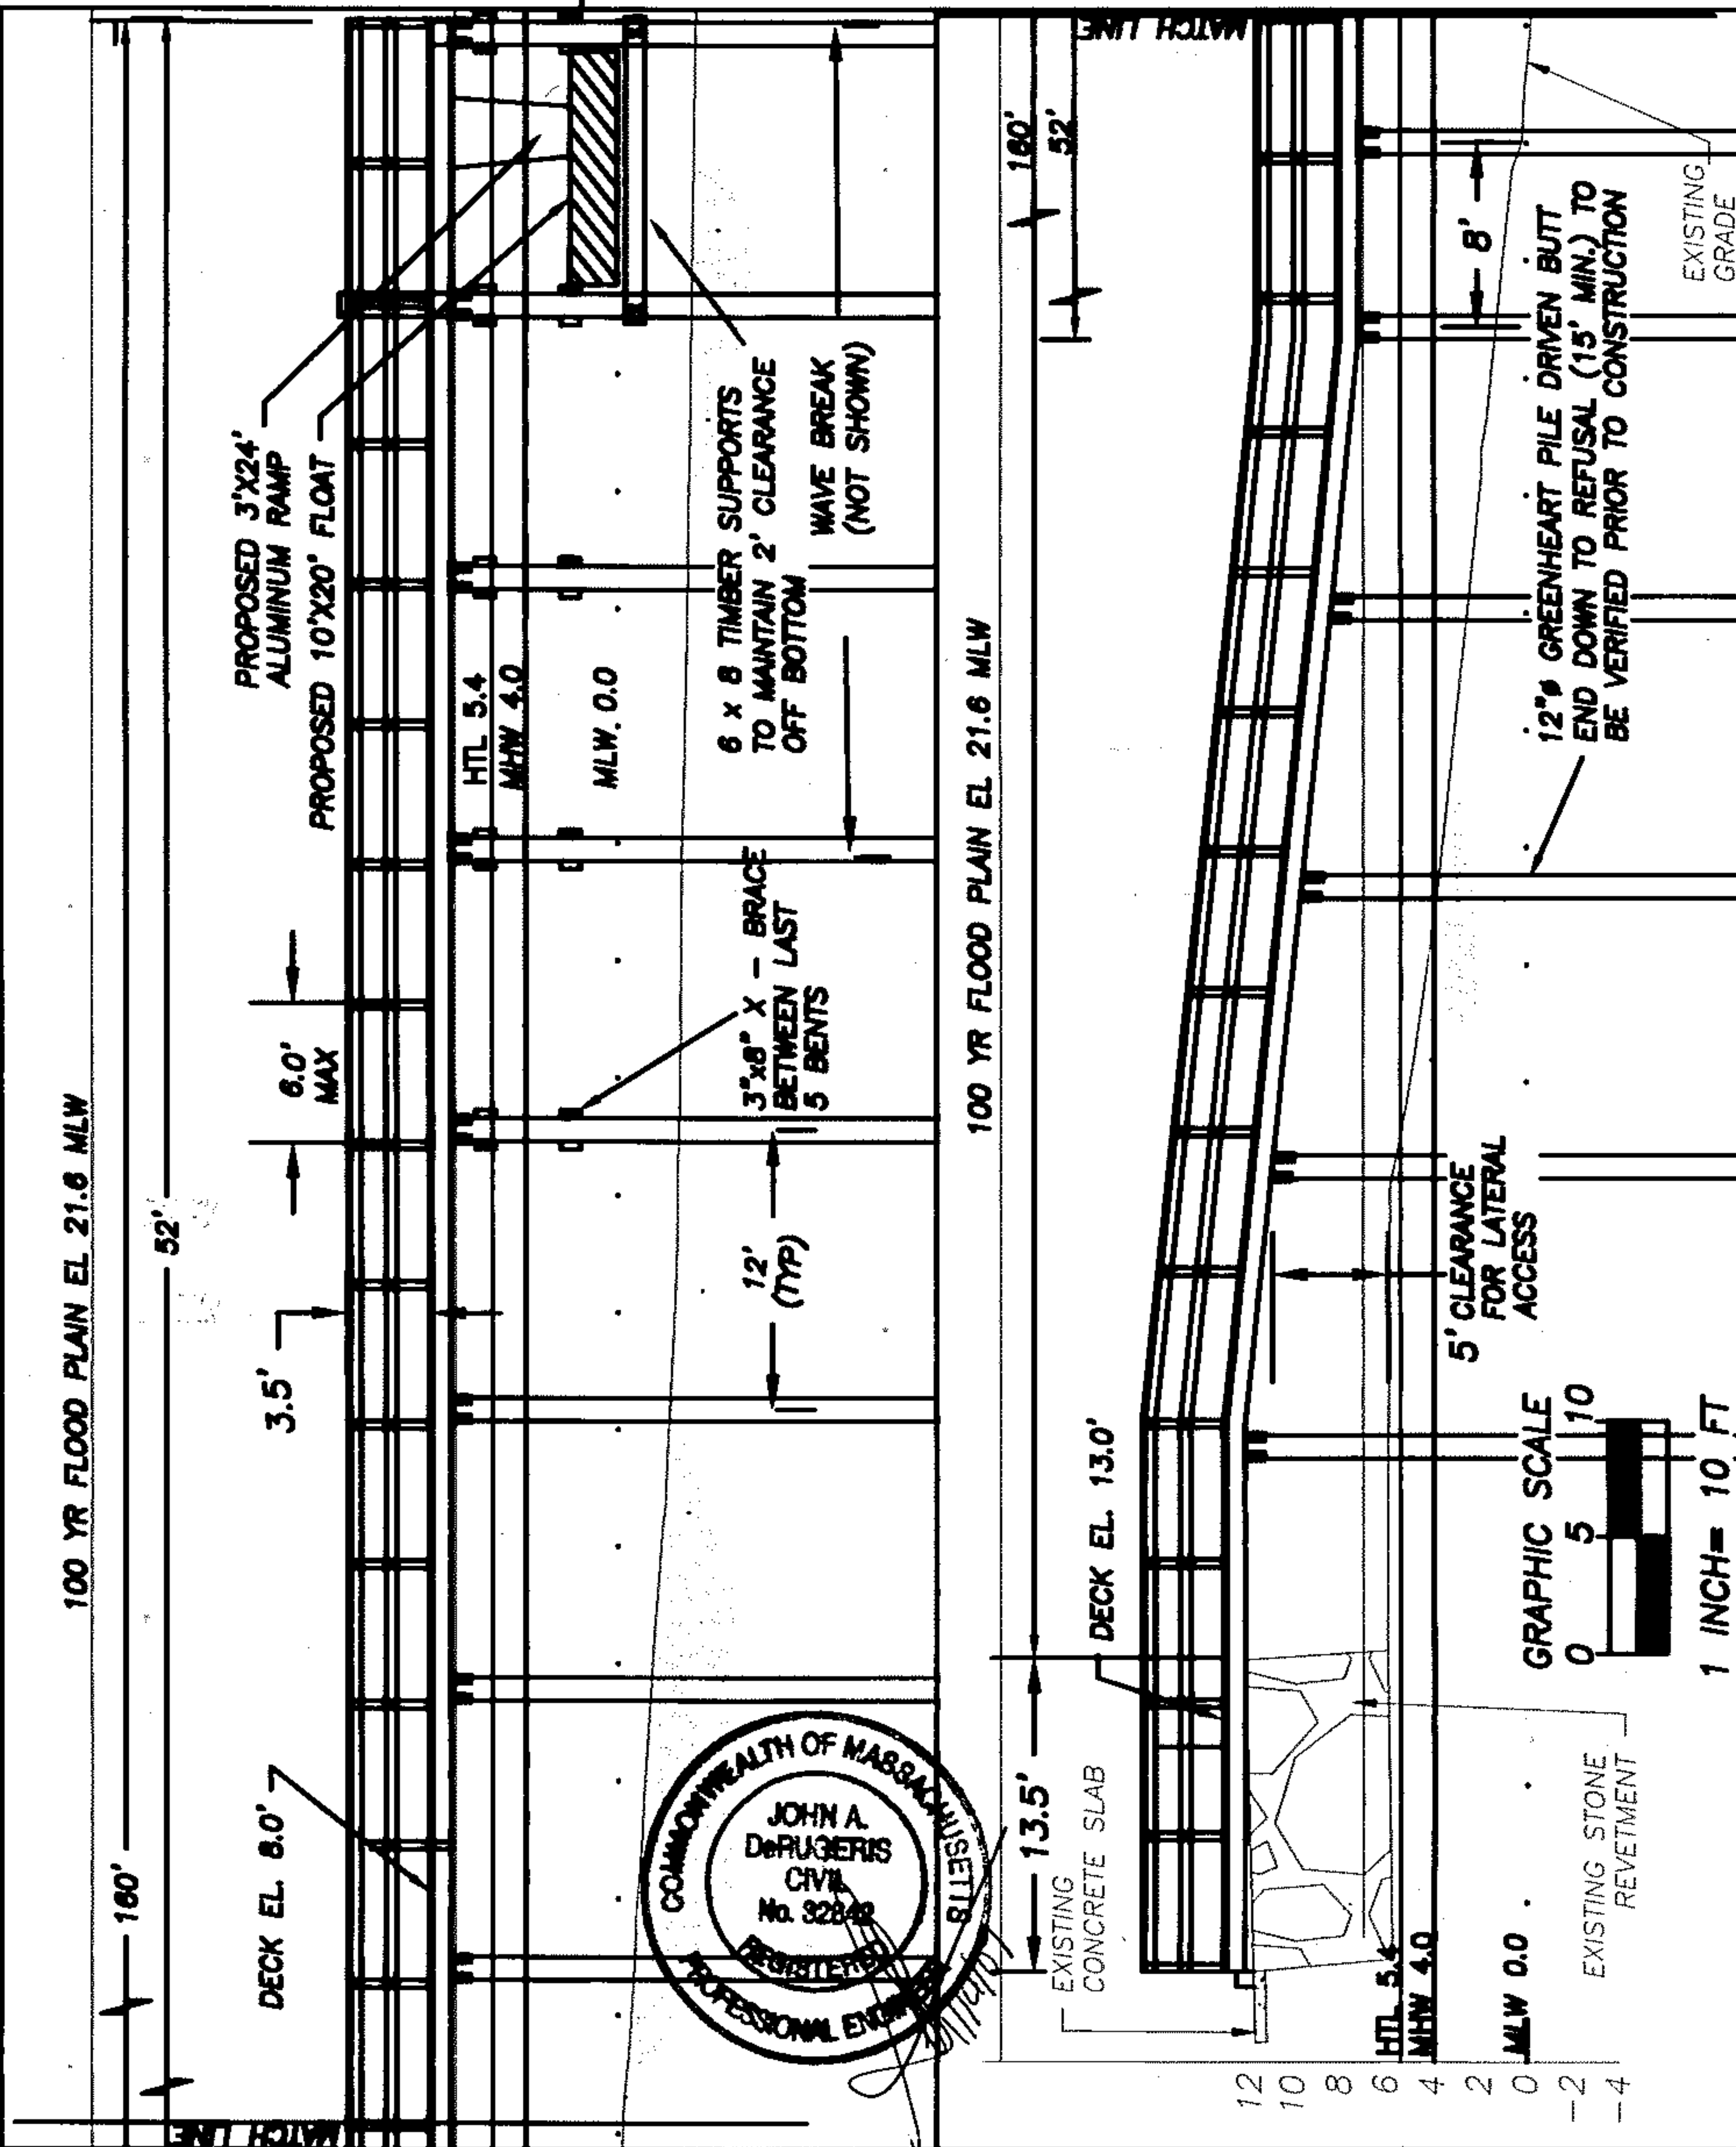 100 YR FLOOD PLAIN EL 21.6 MLW
160'
52'
PROPOSED 3'X24'
ALUMINUM RAMP
PROPOSED 10'X20' FLOAT
6.0'
MAX
3.5'
DECK EL. 8.0'
MATCH LINE
HTL 5.4
MHW 4.0
MLW 0.0
6 x 8 TIMBER SUPPORTS
TO MAINTAIN 2' CLEARANCE
OFF BOTTOM
WAVE BREAK
(NOT SHOWN)
3"x8" X - BRACE
BETWEEN LAST
5 BENTS
12'
(TYP)
COMMONWEALTH OF MASSACHUSETTS
JOHN A.
DeRUGIERIS
CIVIL
No. 32842
REGISTERED
PROFESSIONAL ENGINEER
100 YR FLOOD PLAIN EL 21.6 MLW
MATCH LINE
160'
52'
13.5'
DECK EL. 13.0'
EXISTING
CONCRETE SLAB
8'
12"ø GREENHEART PILE DRIVEN BUTT
END DOWN TO REFUSAL (15' MIN.) TO
BE VERIFIED PRIOR TO CONSTRUCTION
EXISTING
GRADE
5' CLEARANCE
FOR LATERAL
ACCESS
HTL 5.4
MHW 4.0
MLW 0.0
EXISTING STONE
REVETMENT
12
10
8
6
4
2
0
-2
-4
GRAPHIC SCALE
0 5 10
1 INCH= 10 FT